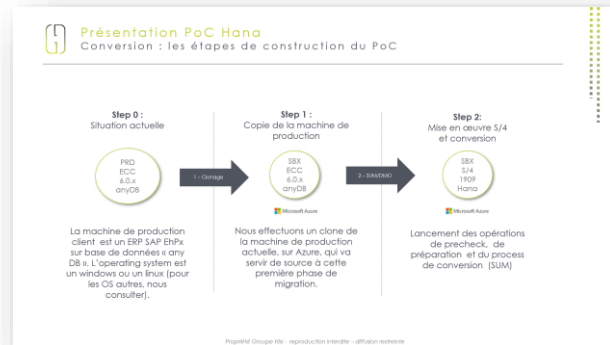 Présentation PoC Hana
Conversion : les étapes de construction du PoC
Step 0 :
Situation actuelle
PRD
ECC
6.0.x
anyDB
La machine de production
client est un ERP SAP EhPx
sur base de données « any
DB ». L'operating system est
un windows ou un linux (pour
les OS autres, nous
consulter).
1 - Clonage
Step 1 :
Copie de la machine de
production
SBX
ECC
6.0.x
anyDB
Microsoft Azure
Nous effectuons un clone de
la machine de production
actuelle, sur Azure, qui va
servir de source à cette
première phase de
migration.
2 - SUM/DMO
Step 2:
Mise en œuvre S/4
et conversion
SBX
S/4
1909
Hana
Microsoft Azure
Lancement des opérations
de precheck, de
préparation et du process
de conversion (SUM)
Propriété Groupe - reproduction interdite - diffusion restreinte